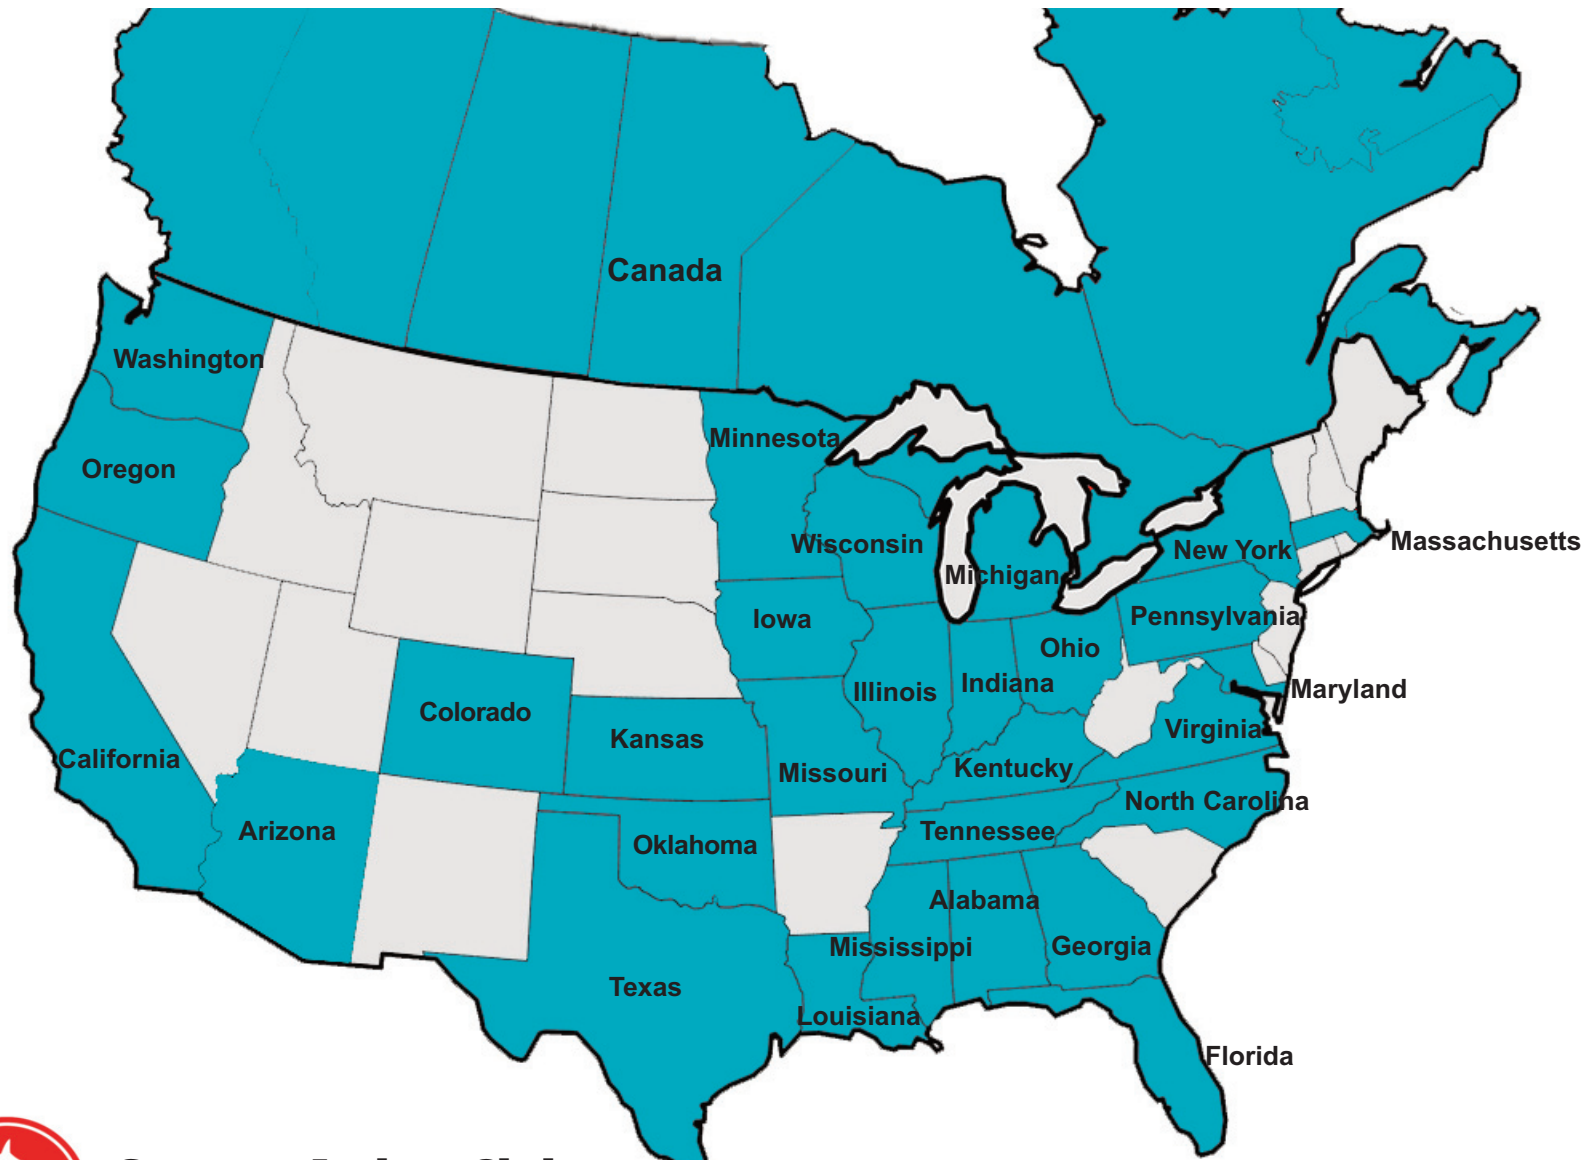 Canada
Washington
Minnesota
Oregon
Massachusetts
Wisconsin
New York
Michigan
Iowa
Pennsylvania
Ohio
Indiana
Maryland
Illinois
Colorado
Virginia
Kansas
California
Kentucky
Missouri
North Carolina
Arizona
Tennessee
Oklahoma
Alabama
Georgia
Mississippi
Texas
Louisiana
Florida